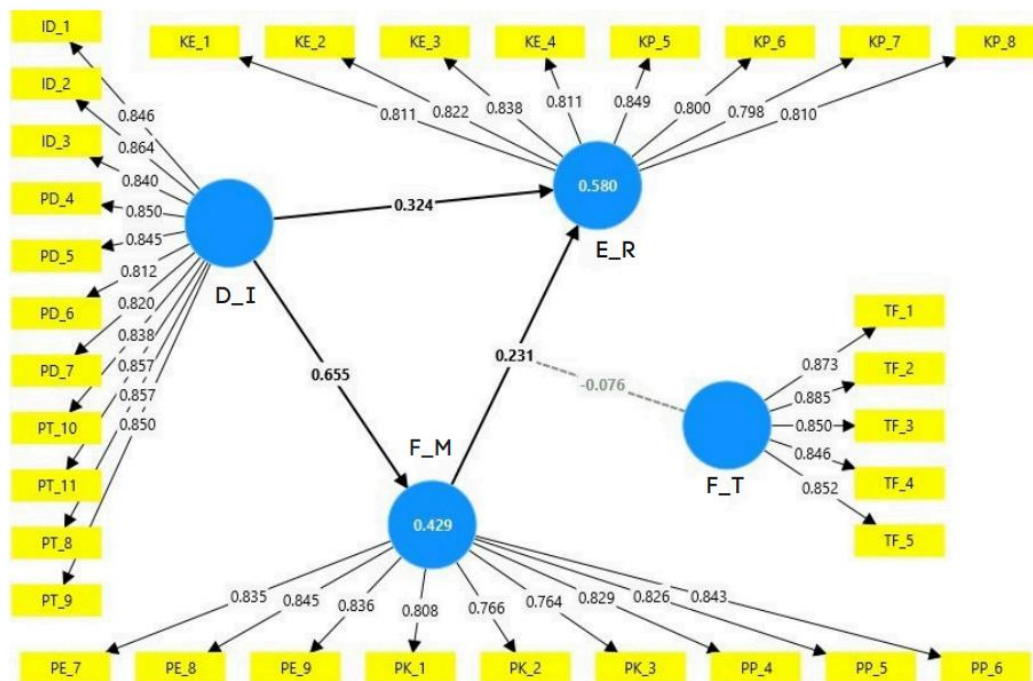 ID_1
ID_2
ID_3
PD_4
PD_5
PD_6
PD_7
PT_10
PT_11
PT_8
PT_9
0.846
0.864
0.840
0.850
0.845
0.812
0.820
0.838
0.857
0.857
0.850
D_I
KE_1
KE_2
KE_3
KE_4
KP_5
KP_6
KP_7
KP_8
0.811
0.822
0.838
0.811
0.849
0.800
0.798
0.810
0.580
E_R
0.324
0.655
0.231
-0.076
F_M
0.429
F_T
TF_1
TF_2
TF_3
TF_4
TF_5
0.873
0.885
0.850
0.846
0.852
0.835
0.845
0.836
0.808
0.766
0.764
0.829
0.826
0.843
PE_7
PE_8
PE_9
PK_1
PK_2
PK_3
PP_4
PP_5
PP_6